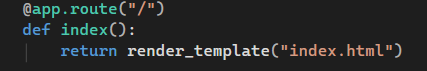 @app.route("/")
def index():
    return render_template("index.html")